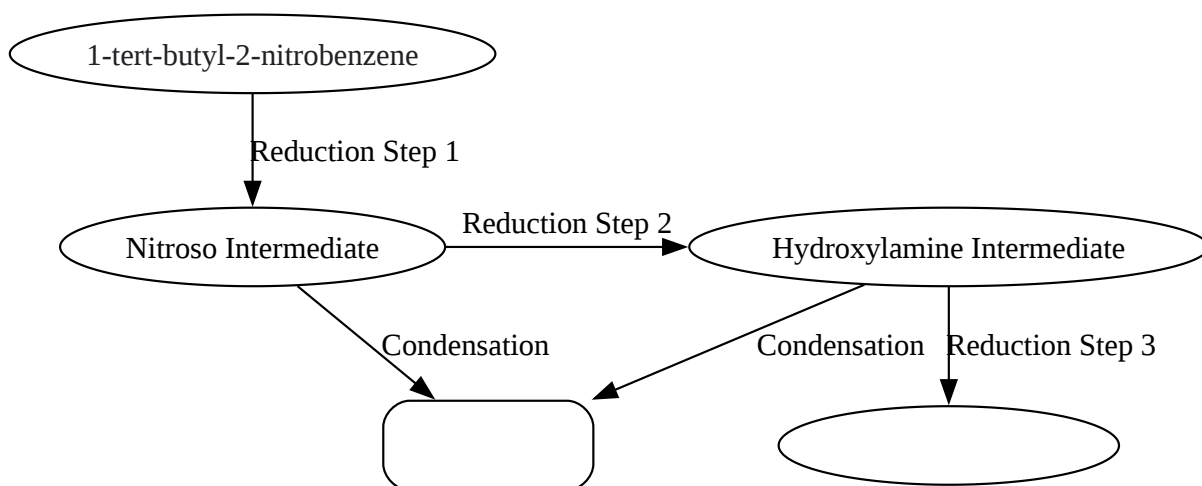 1-tert-butyl-2-nitrobenzene
Reduction Step 1
Nitroso Intermediate
Reduction Step 2
Hydroxylamine Intermediate
Condensation
Condensation
Reduction Step 3